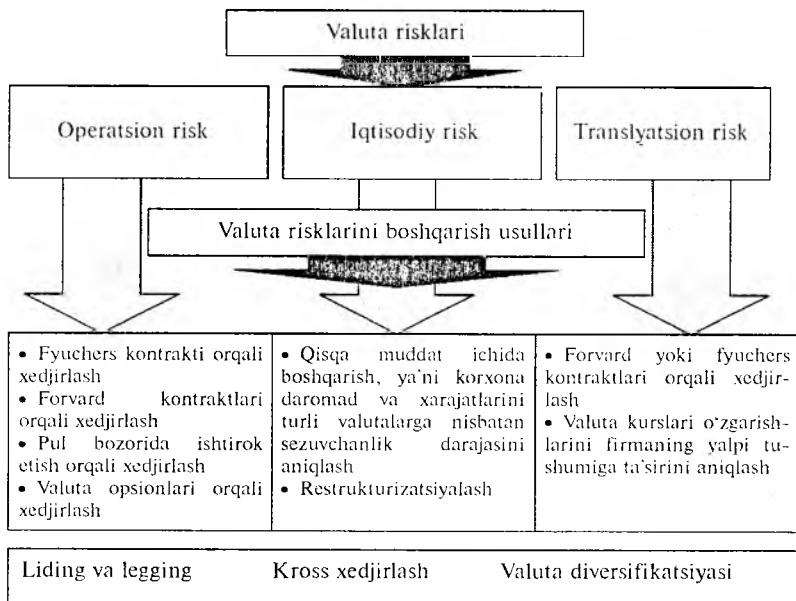 Valuta risklari
Operatsion risk
Iqtisodiy risk
Translyatsion risk
Valuta risklarini boshqarish usullari
• Fyuchers kontrakti orqali
xedjirlash
• Forvard kontraktlari
orqali xedjirlash
• Pul bozorida ishtirok
etish orqali xedjirlash
• Valuta opsionlari orqali
xedjirlash
• Qisqa muddat ichida
boshqarish, ya'ni korxona
daromad va xarajatlarini
turli valutalarga nisbatan
sezuvchanlik darajasini
aniqlash
• Restrukturizatsiyalash
• Forvard yoki fyuchers
kontraktlari orqali xedjir-
lash
• Valuta kurslari o‘zgarish-
larini firmaning yalpi tu-
shumiga ta'sirini aniqlash
Liding va legging Kross xedjirlash Valuta diversifikatsiyasi